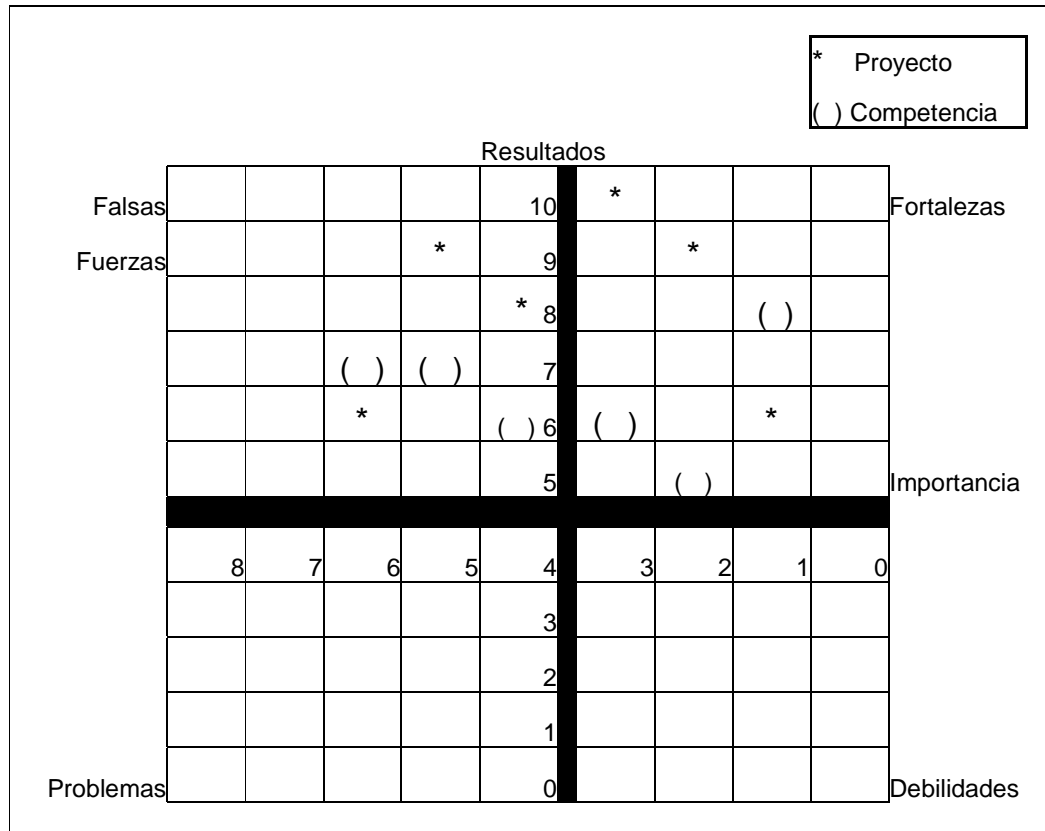 * Proyecto
( ) Competencia
Resultados
Falsas 10 * Fortalezas
Fuerzas * 9 *
* 8 ( )
( ) ( ) 7
* ( ) 6 ( ) *
5 ( ) Importancia
8 7 6 5 4 3 2 1 0
3
2
1
Problemas 0 Debilidades